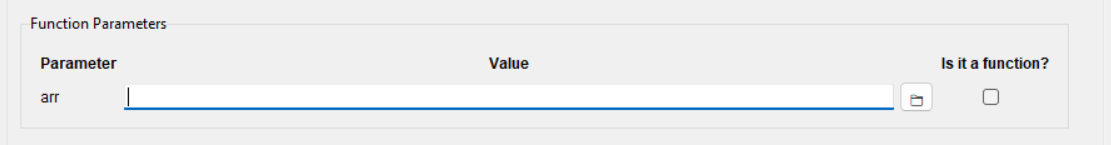 Function Parameters
Parameter Value Is it a function?
arr